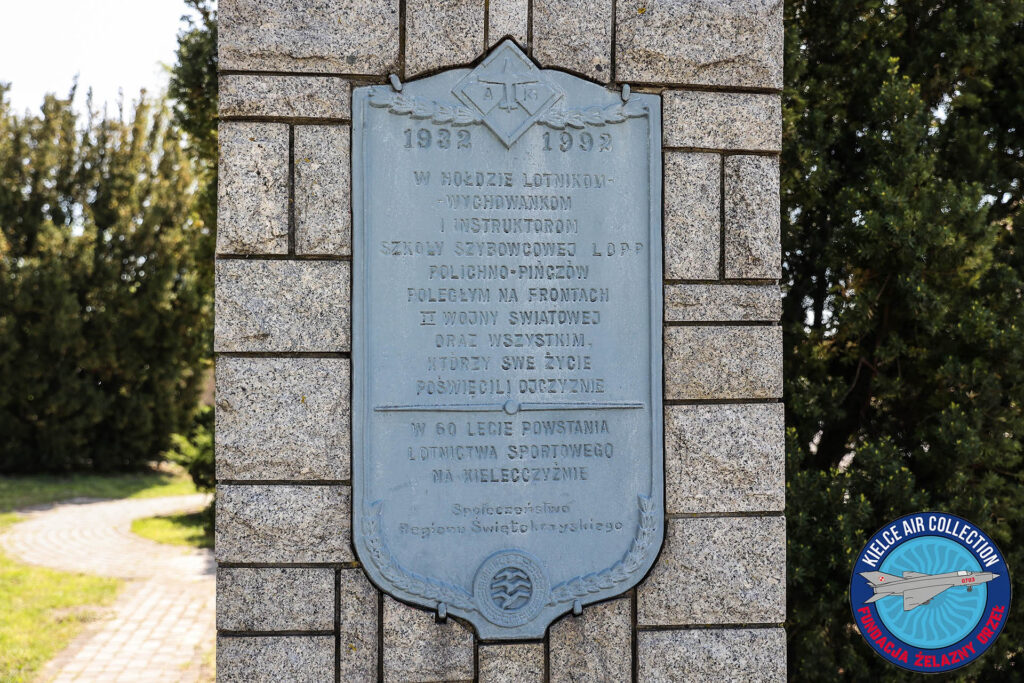 A K
1932 1992
W HOŁDZIE LOTNIKOM-
-WYCHOWANKOM
I INSTRUKTOROM
SZKOŁY SZYBOWCOWEJ L O P P
POLICHNO-PIŃCZÓW
POLEGŁYM NA FRONTACH
II WOJNY ŚWIATOWEJ
ORAZ WSZYSTKIM,
KTÓRZY SWE ŻYCIE
POŚWIĘCILI OJCZYŹNIE
W 60 LECIE POWSTANIA
LOTNICTWA SPORTOWEGO
NA KIELECCZYŹNIE
Społeczeństwo
Regionu Świętokrzyskiego
KIELCE AIR COLLECTION
0703
FUNDACJA ŻELAZNY ORZEŁ